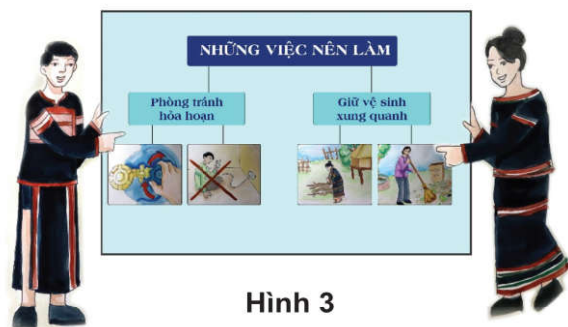 NHỮNG VIỆC NÊN LÀM
Phòng tránh
hỏa hoạn
Giữ vệ sinh
xung quanh
Hình 3